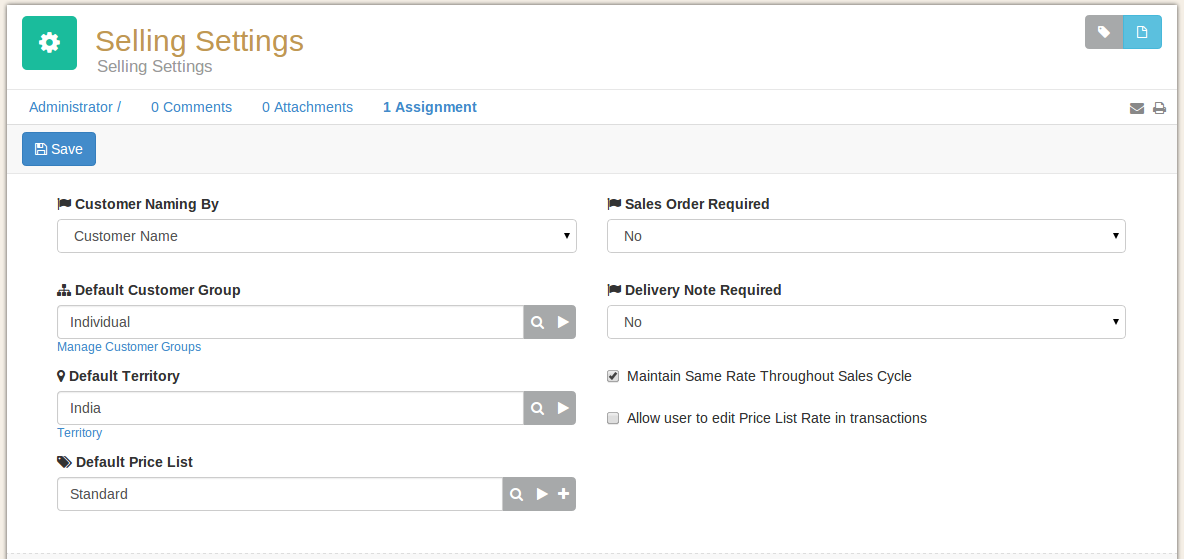 Selling Settings
Selling Settings
Administrator / 0 Comments 0 Attachments 1 Assignment
Save
Customer Naming By
Customer Name
Default Customer Group
Individual
Manage Customer Groups
Default Territory
India
Territory
Default Price List
Standard
Sales Order Required
No
Delivery Note Required
No
Maintain Same Rate Throughout Sales Cycle
Allow user to edit Price List Rate in transactions